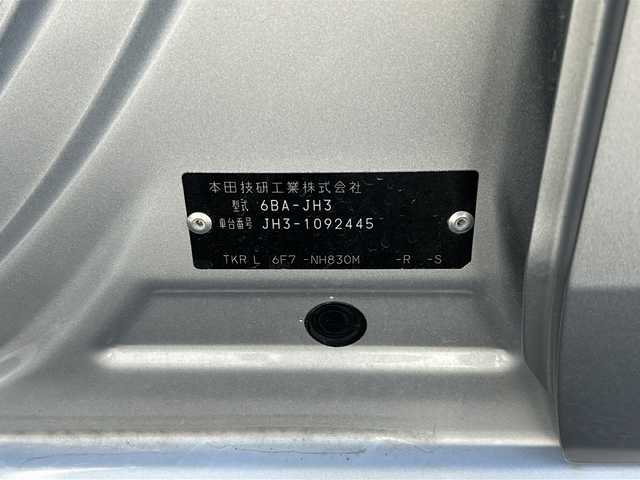 本田技研工業株式会社
型式 6BA-JH3
車台番号 JH3-1092445
TKRL 6F7 -NH830M -R -S